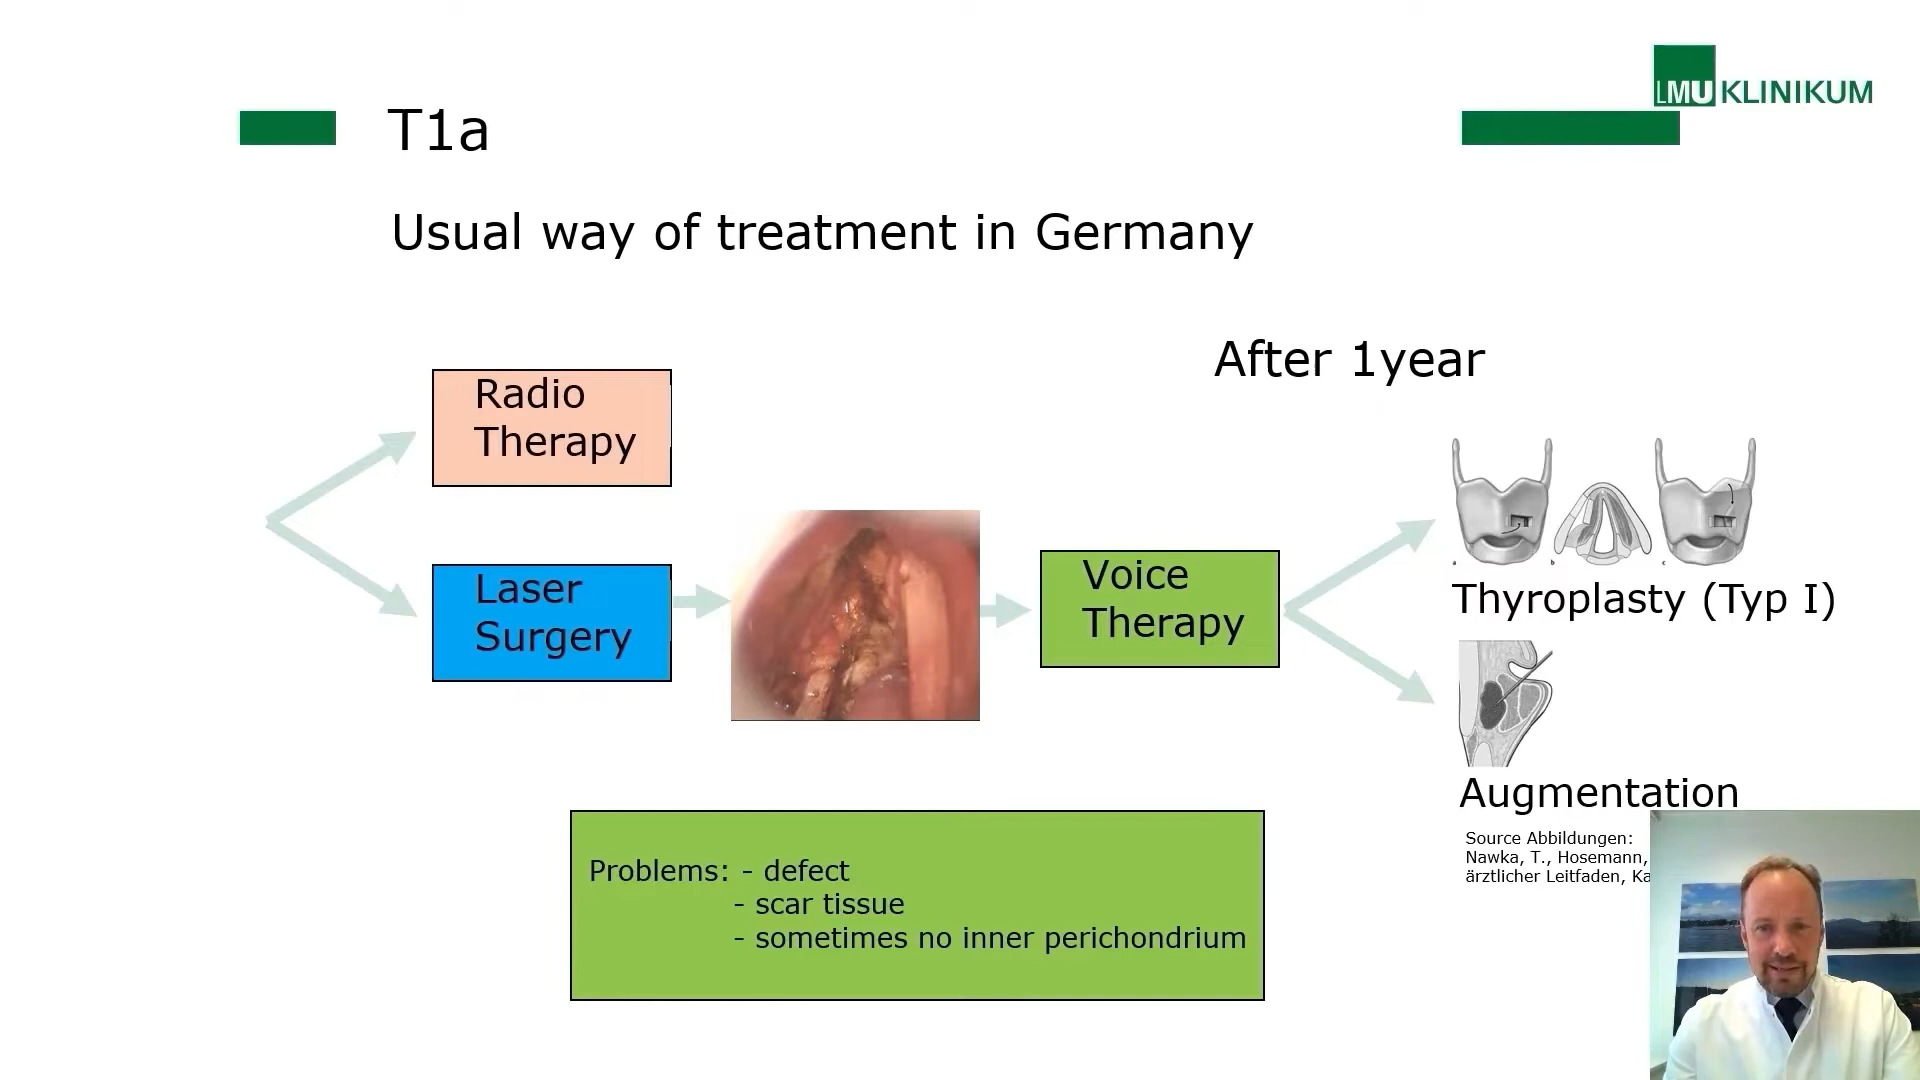 LMU KLINIKUM
T1a
Usual way of treatment in Germany
After 1year
Radio
Therapy
Laser
Surgery
Voice
Therapy
a b c
Thyroplasty (Typ I)
Augmentation
Source Abbildungen:
Nawka, T., Hosemann,
ärztlicher Leitfaden, Ka
Problems: - defect
- scar tissue
- sometimes no inner perichondrium